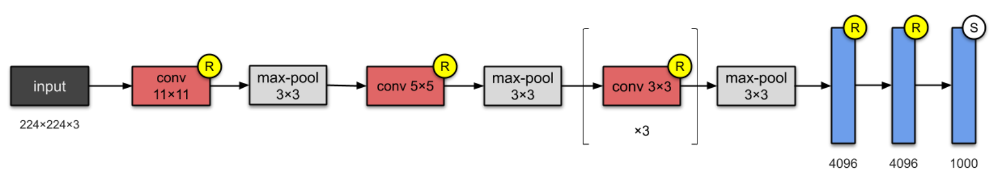 input
224×224×3
conv
11×11
R
max-pool
3×3
conv 5×5
R
max-pool
3×3
conv 3×3
R
×3
max-pool
3×3
R
4096
R
4096
S
1000